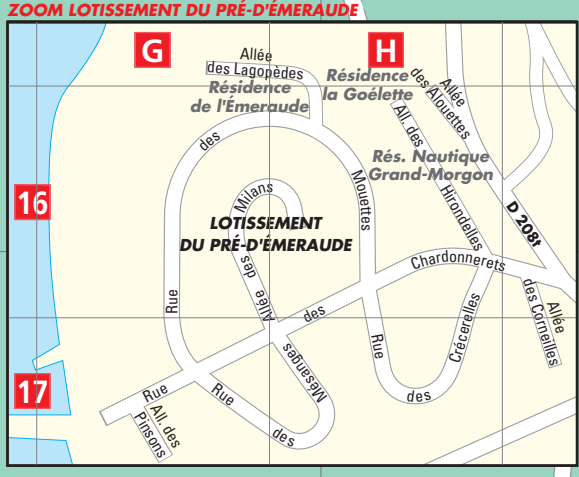 ZOOM LOTISSEMENT DU PRÉ-D'ÉMERAUDE
G
H
Allée
des Lagopèdes
Résidence
de l'Émeraude
Résidence
la Goélette
Allée
des Alouettes
All. des
Hirondelles
Rés. Nautique
Grand-Morgon
des
Mouettes
Milans
16
LOTISSEMENT
DU PRÉ-D'ÉMERAUDE
D 208t
Chardonnerets
Allée des
Rue
des
Allée
des Corneilles
Crécerelles
Rue
Mésanges
17
Rue
Rue
des
All. des
Pinsons
des